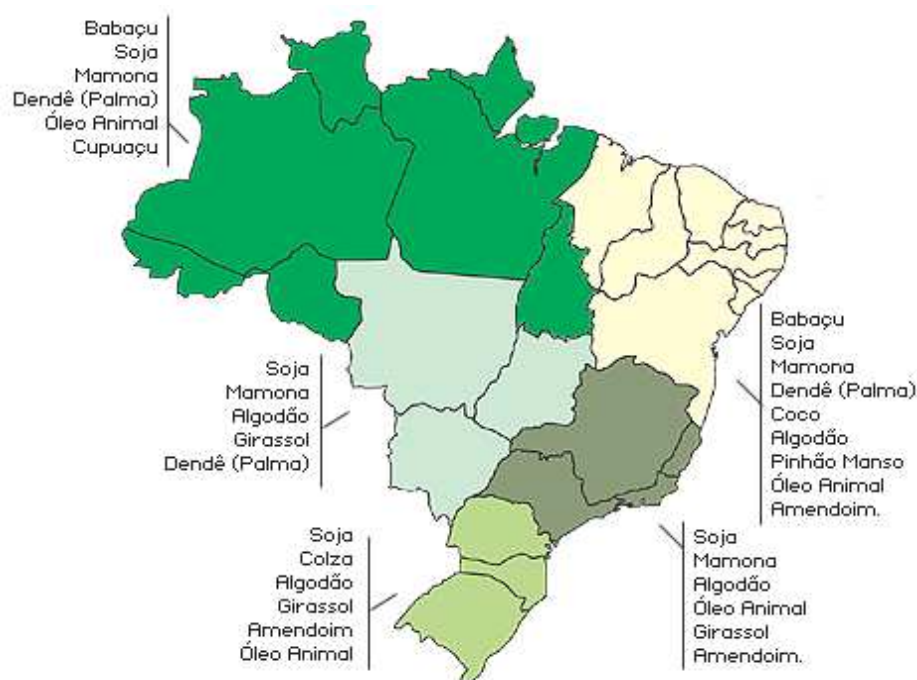 Babaçu
Soja
Mamona
Dendê (Palma)
Óleo Animal
Cupuaçu
Soja
Mamona
Algodão
Girassol
Dendê (Palma)
Babaçu
Soja
Mamona
Dendê (Palma)
Coco
Algodão
Pinhão Manso
Óleo Animal
Amendoim.
Soja
Colza
Algodão
Girassol
Amendoim
Óleo Animal
Soja
Mamona
Algodão
Óleo Animal
Girassol
Amendoim.